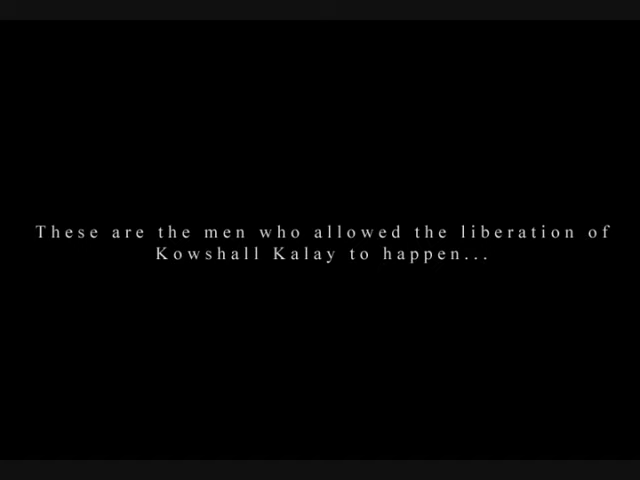 These are the men who allowed the liberation of
Kowshall Kalay to happen...